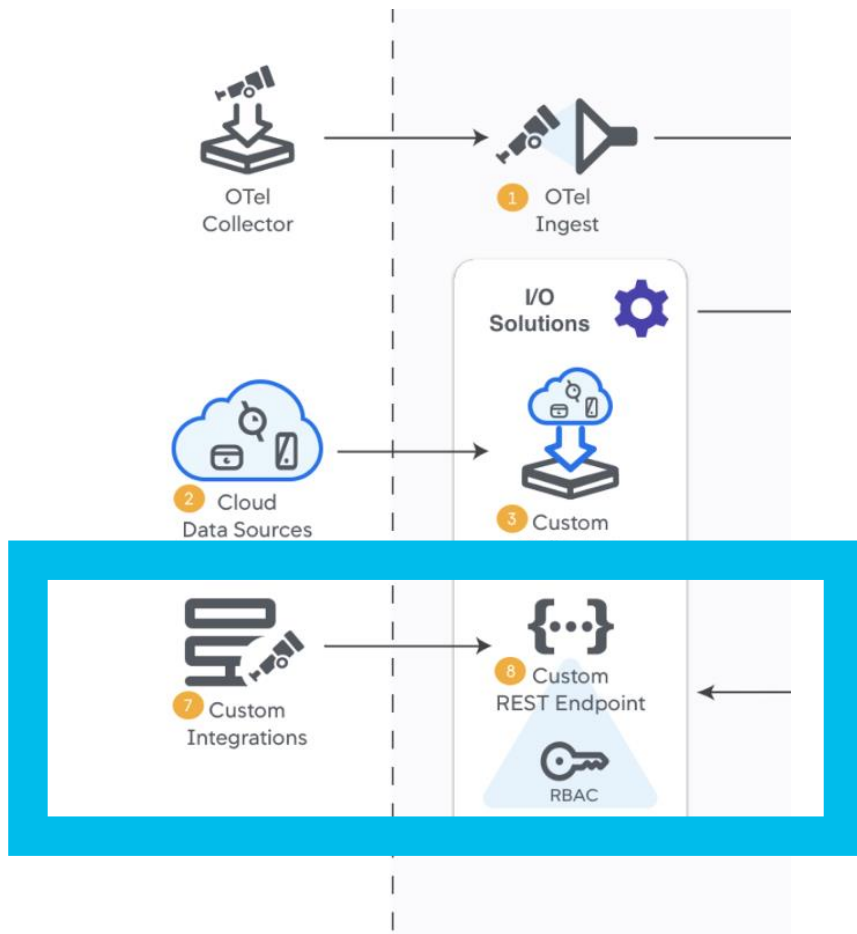 OTel
Collector
1 OTel
Ingest
I/O
Solutions
2 Cloud
Data Sources
3 Custom
7 Custom
Integrations
{...}
8 Custom
REST Endpoint
RBAC